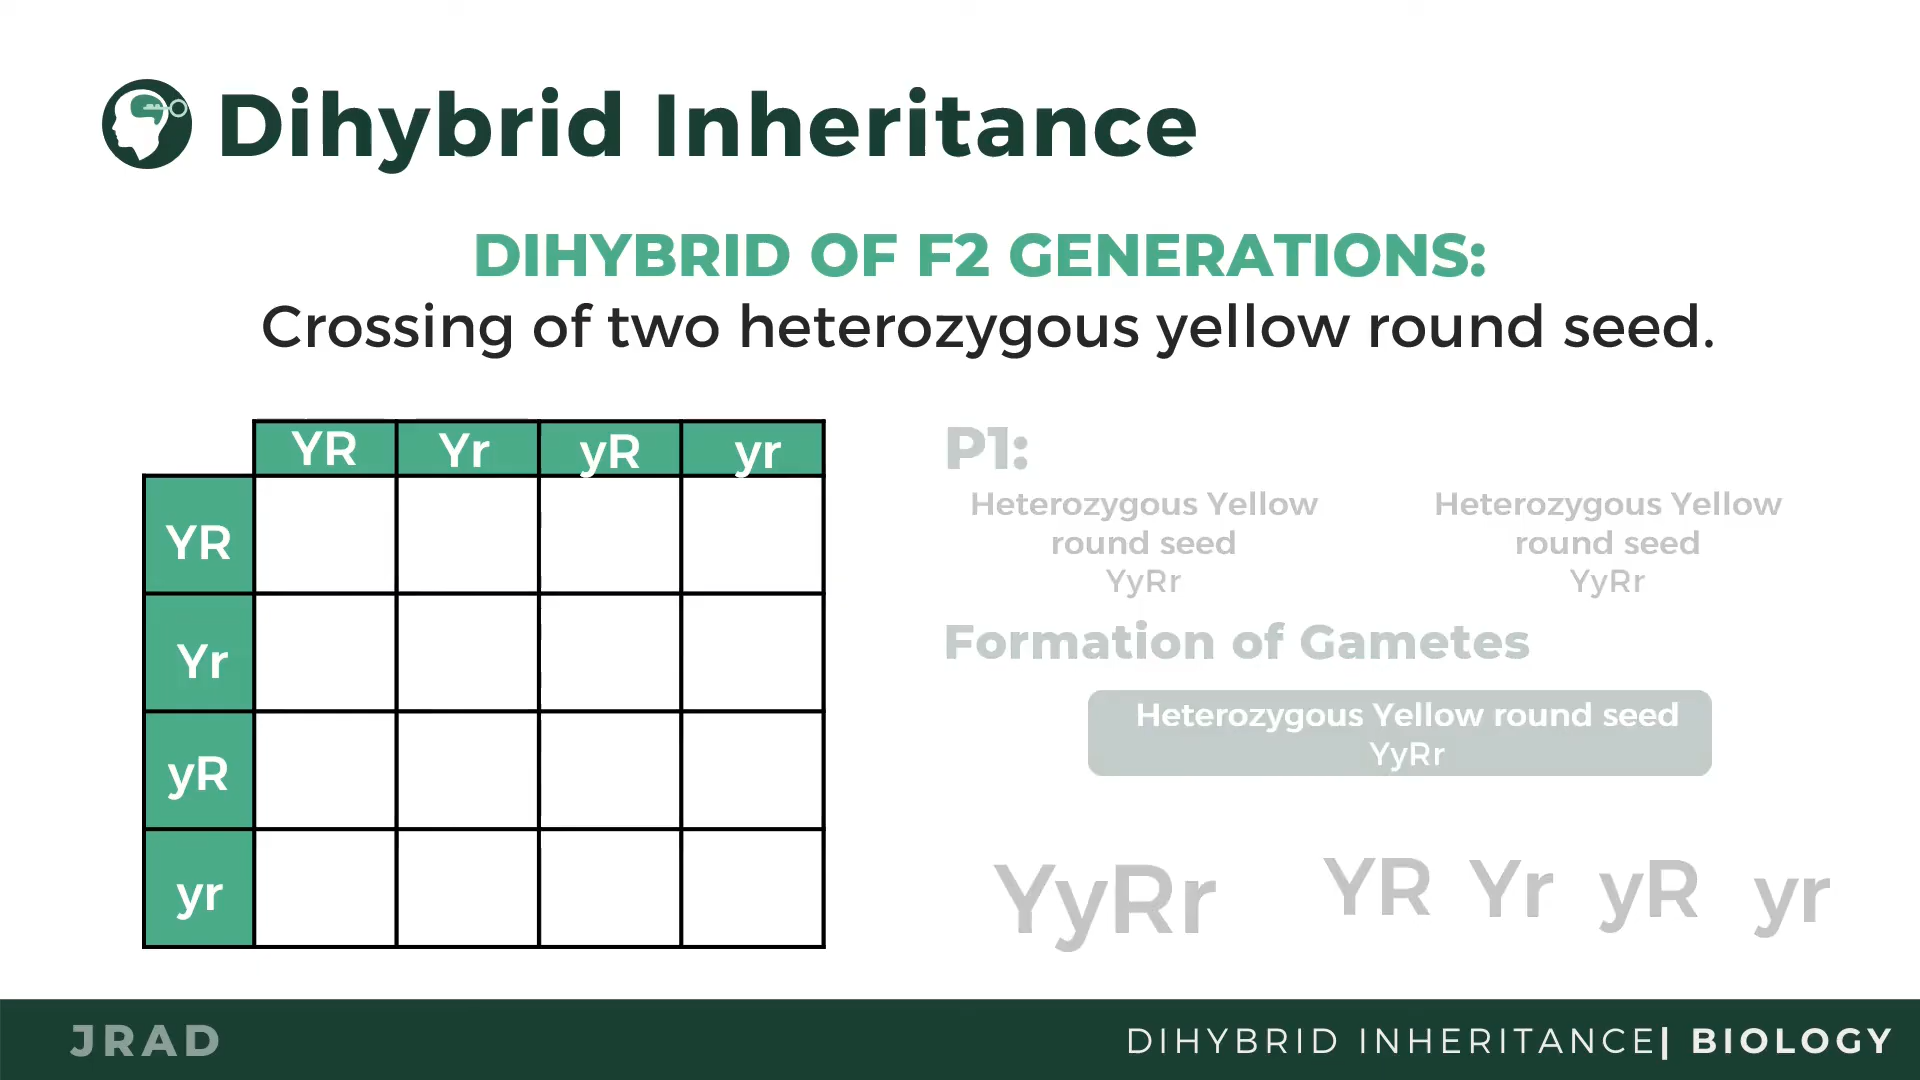 Dihybrid Inheritance
DIHYBRID OF F2 GENERATIONS:
Crossing of two heterozygous yellow round seed.
YR Yr yR yr
YR
Yr
yR
yr
P1:
Heterozygous Yellow
round seed
YyRr
Heterozygous Yellow
round seed
YyRr
Formation of Gametes
Heterozygous Yellow round seed
YyRr
YyRr YR Yr yR yr
JRAD
DIHYBRID INHERITANCE| BIOLOGY